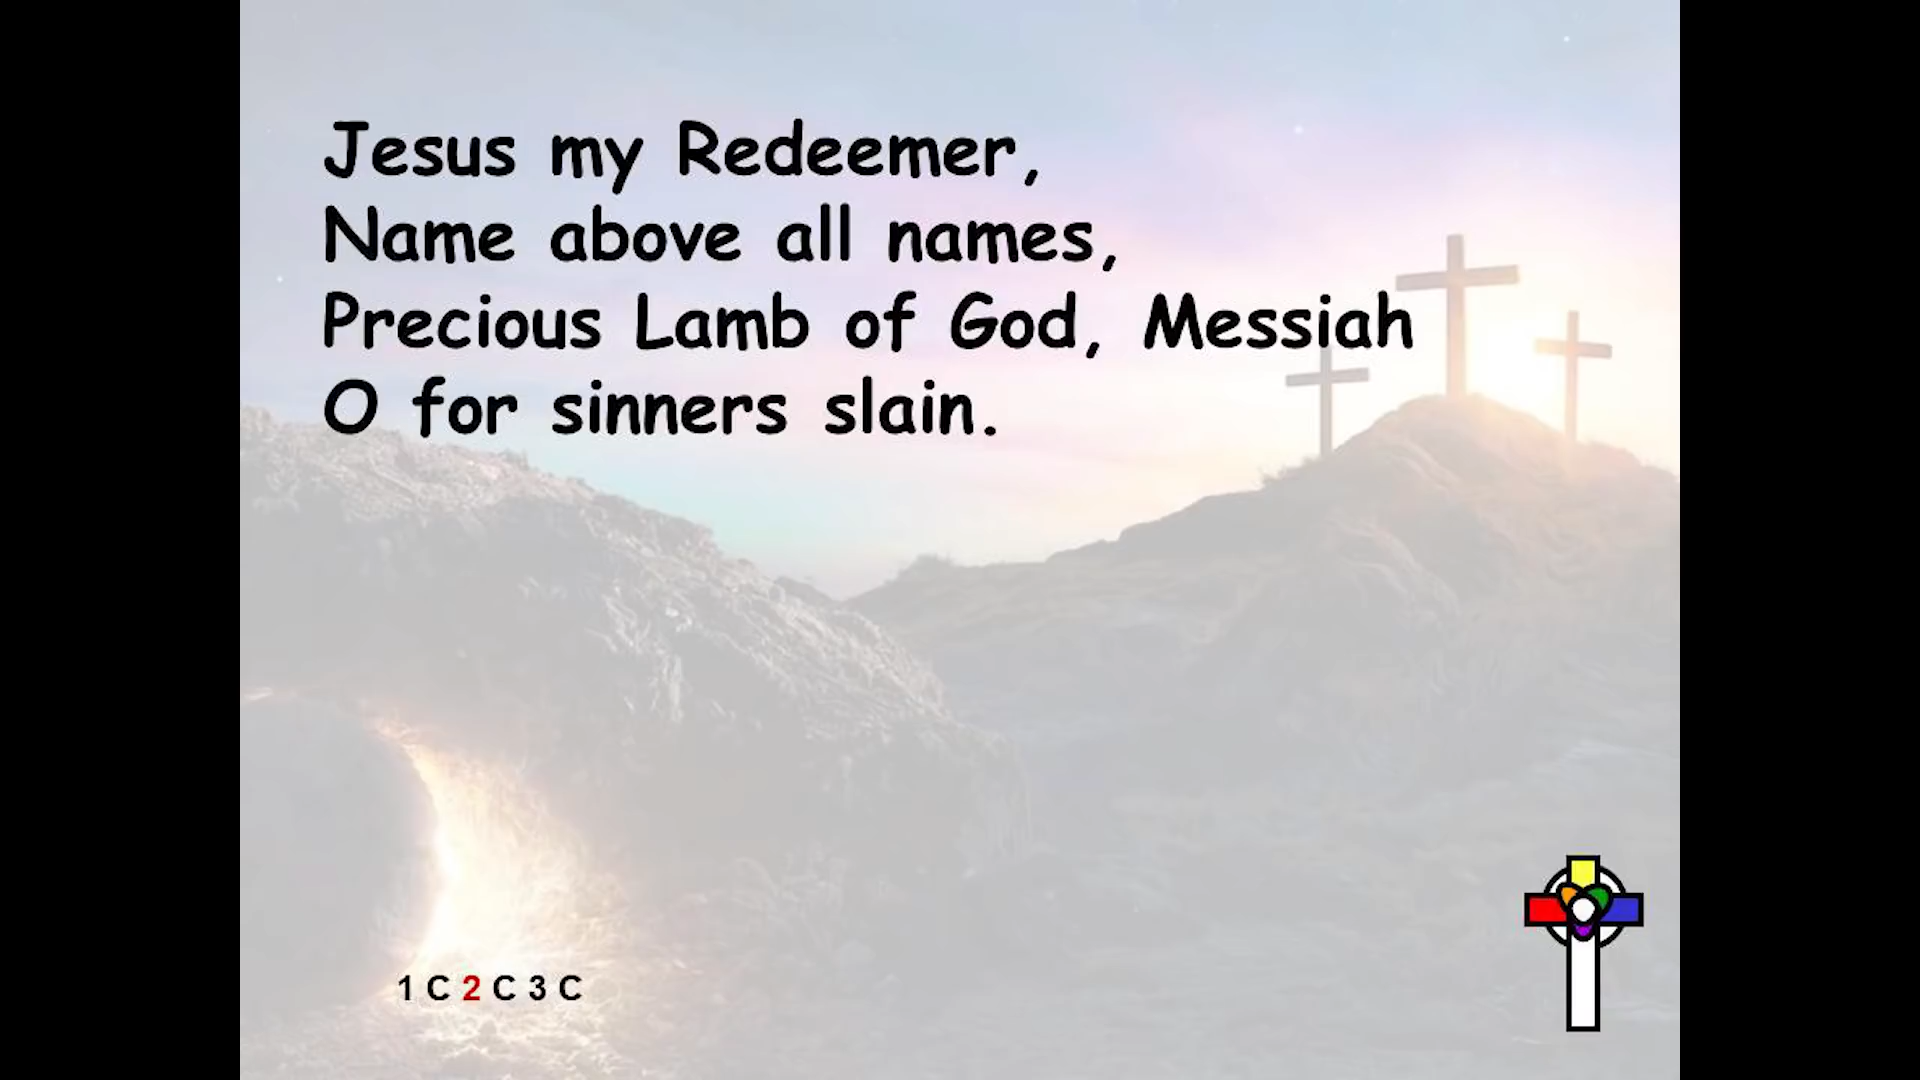 Jesus my Redeemer,
Name above all names,
Precious Lamb of God, Messiah
O for sinners slain.
1 C 2 C 3 C